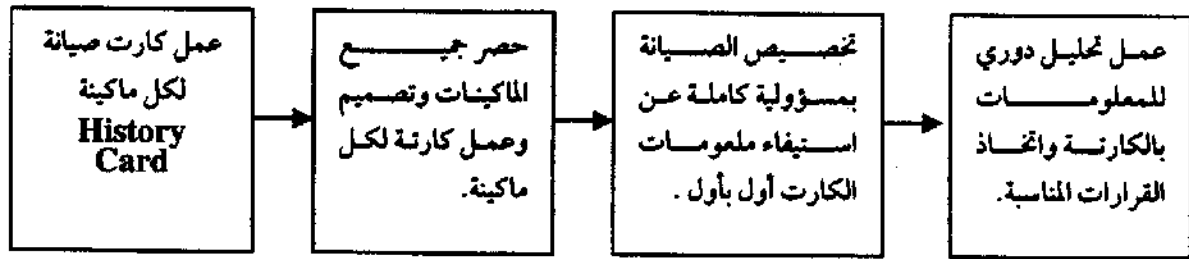 عمل كارت صيانة
لكل ماكينة
History
Card
حصر جميع
الماكينات وتصميم
وعمل كارتة لكل
ماكينة.
تخصيص الصيانة
بمسؤولية كاملة عن
استيفاء ملعومات
الكارت أول بأول .
عمل تحليل دوري
للمعلومات
بالكارتة واتخاذ
القرارات المناسبة.